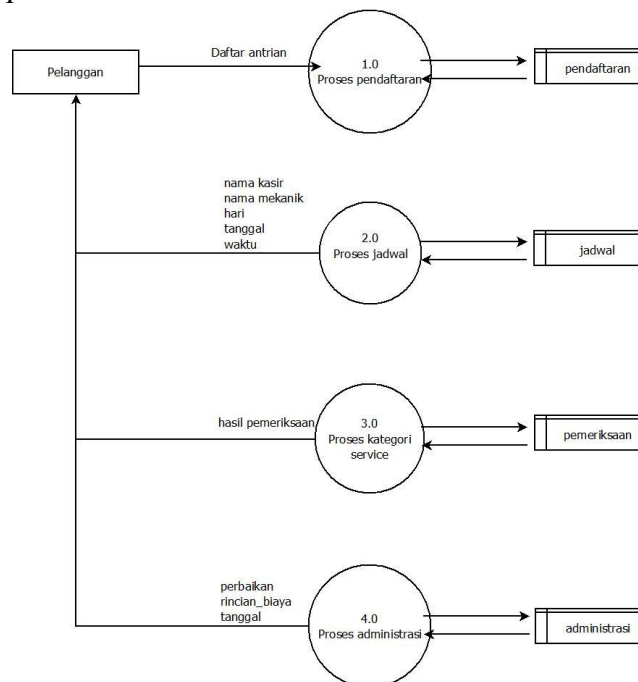 Daftar antrian
Pelanggan
1.0
Proses pendaftaran
pendaftaran
nama kasir
nama mekanik
hari
tanggal
waktu
2.0
Proses jadwal
jadwal
hasil pemeriksaan
3.0
Proses kategori
service
pemeriksaan
perbaikan
rincian_biaya
tanggal
4.0
Proses administrasi
administrasi